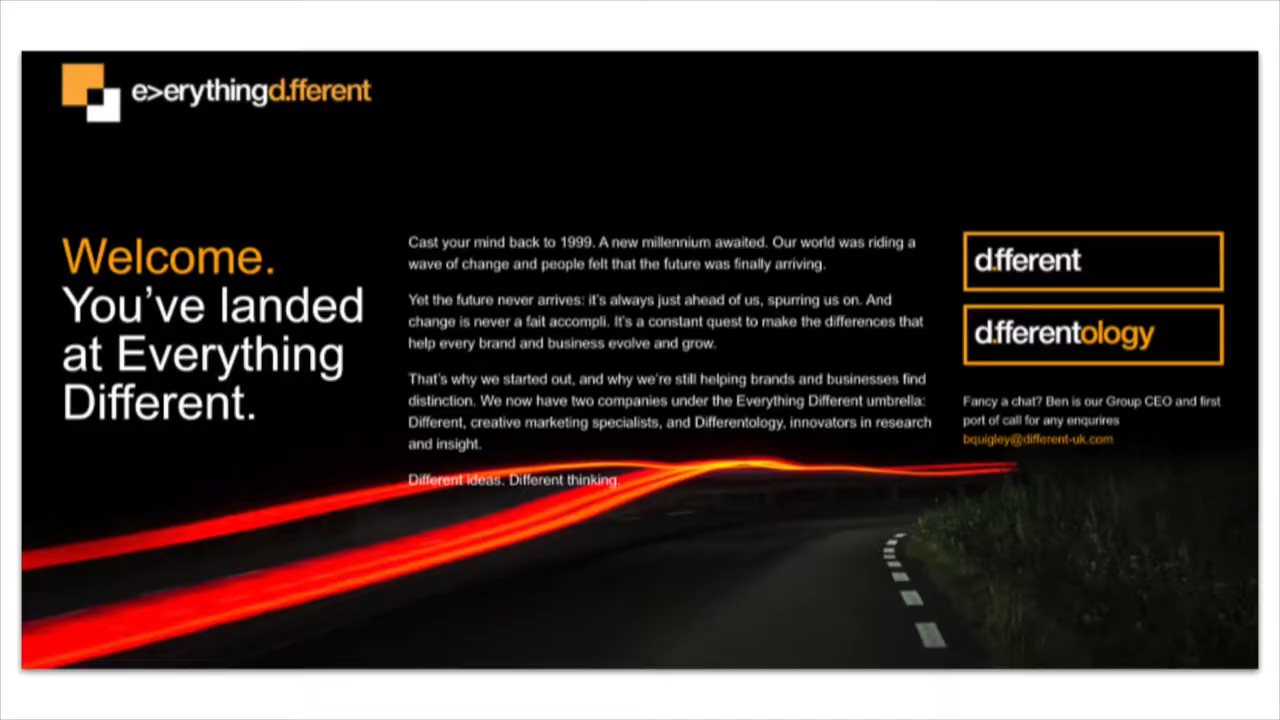 e>erythingd.fferent
Welcome.
You've landed
at Everything
Different.
Cast your mind back to 1999. A new millennium awaited. Our world was riding a
wave of change and people felt that the future was finally arriving.
Yet the future never arrives: it's always just ahead of us, spurring us on. And
change is never a fait accompli. It's a constant quest to make the differences that
help every brand and business evolve and grow.
That's why we started out, and why we're still helping brands and businesses find
distinction. We now have two companies under the Everything Different umbrella:
Different, creative marketing specialists, and Differentology, innovators in research
and insight.
Different ideas. Different thinking.
d.fferent
d.fferentology
Fancy a chat? Ben is our Group CEO and first
port of call for any enqurires
bquigley@different-uk.com